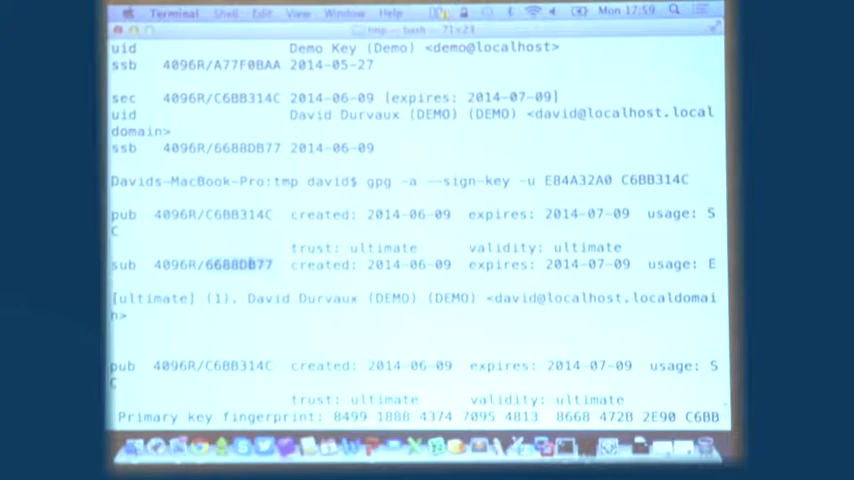 Terminal Shell Edit View Window Help Mon 17:59
tmp — bash — 71×23
uid Demo Key (Demo) <demo@localhost>
ssb 4096R/A77F0BAA 2014-05-27
sec 4096R/C6BB314C 2014-06-09 [expires: 2014-07-09]
uid David Durvaux (DEMO) (DEMO) <david@localhost.local
domain>
ssb 4096R/6688DB77 2014-06-09
Davids-MacBook-Pro:tmp david$ gpg -a --sign-key -u E84A32A0 C6BB314C
pub 4096R/C6BB314C created: 2014-06-09 expires: 2014-07-09 usage: S
C
trust: ultimate validity: ultimate
sub 4096R/6688DB77 created: 2014-06-09 expires: 2014-07-09 usage: E
[ultimate] (1). David Durvaux (DEMO) (DEMO) <david@localhost.localdomai
n>
pub 4096R/C6BB314C created: 2014-06-09 expires: 2014-07-09 usage: S
C
trust: ultimate validity: ultimate
Primary key fingerprint: 8499 1888 4374 7095 4813 8668 472B 2E90 C6BB